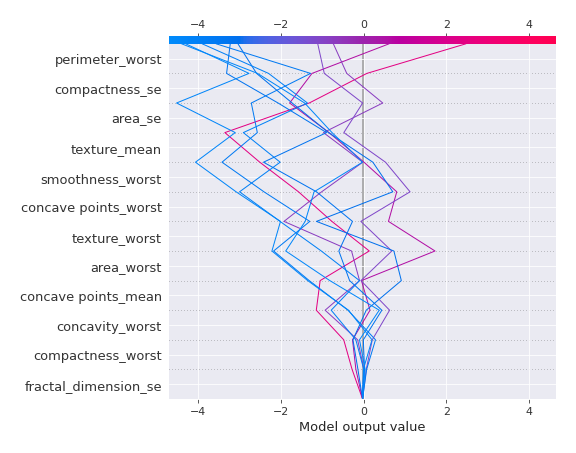 −4 −2 0 2 4
perimeter_worst
compactness_se
area_se
texture_mean
smoothness_worst
concave points_worst
texture_worst
area_worst
concave points_mean
concavity_worst
compactness_worst
fractal_dimension_se
−4 −2 0 2 4
Model output value